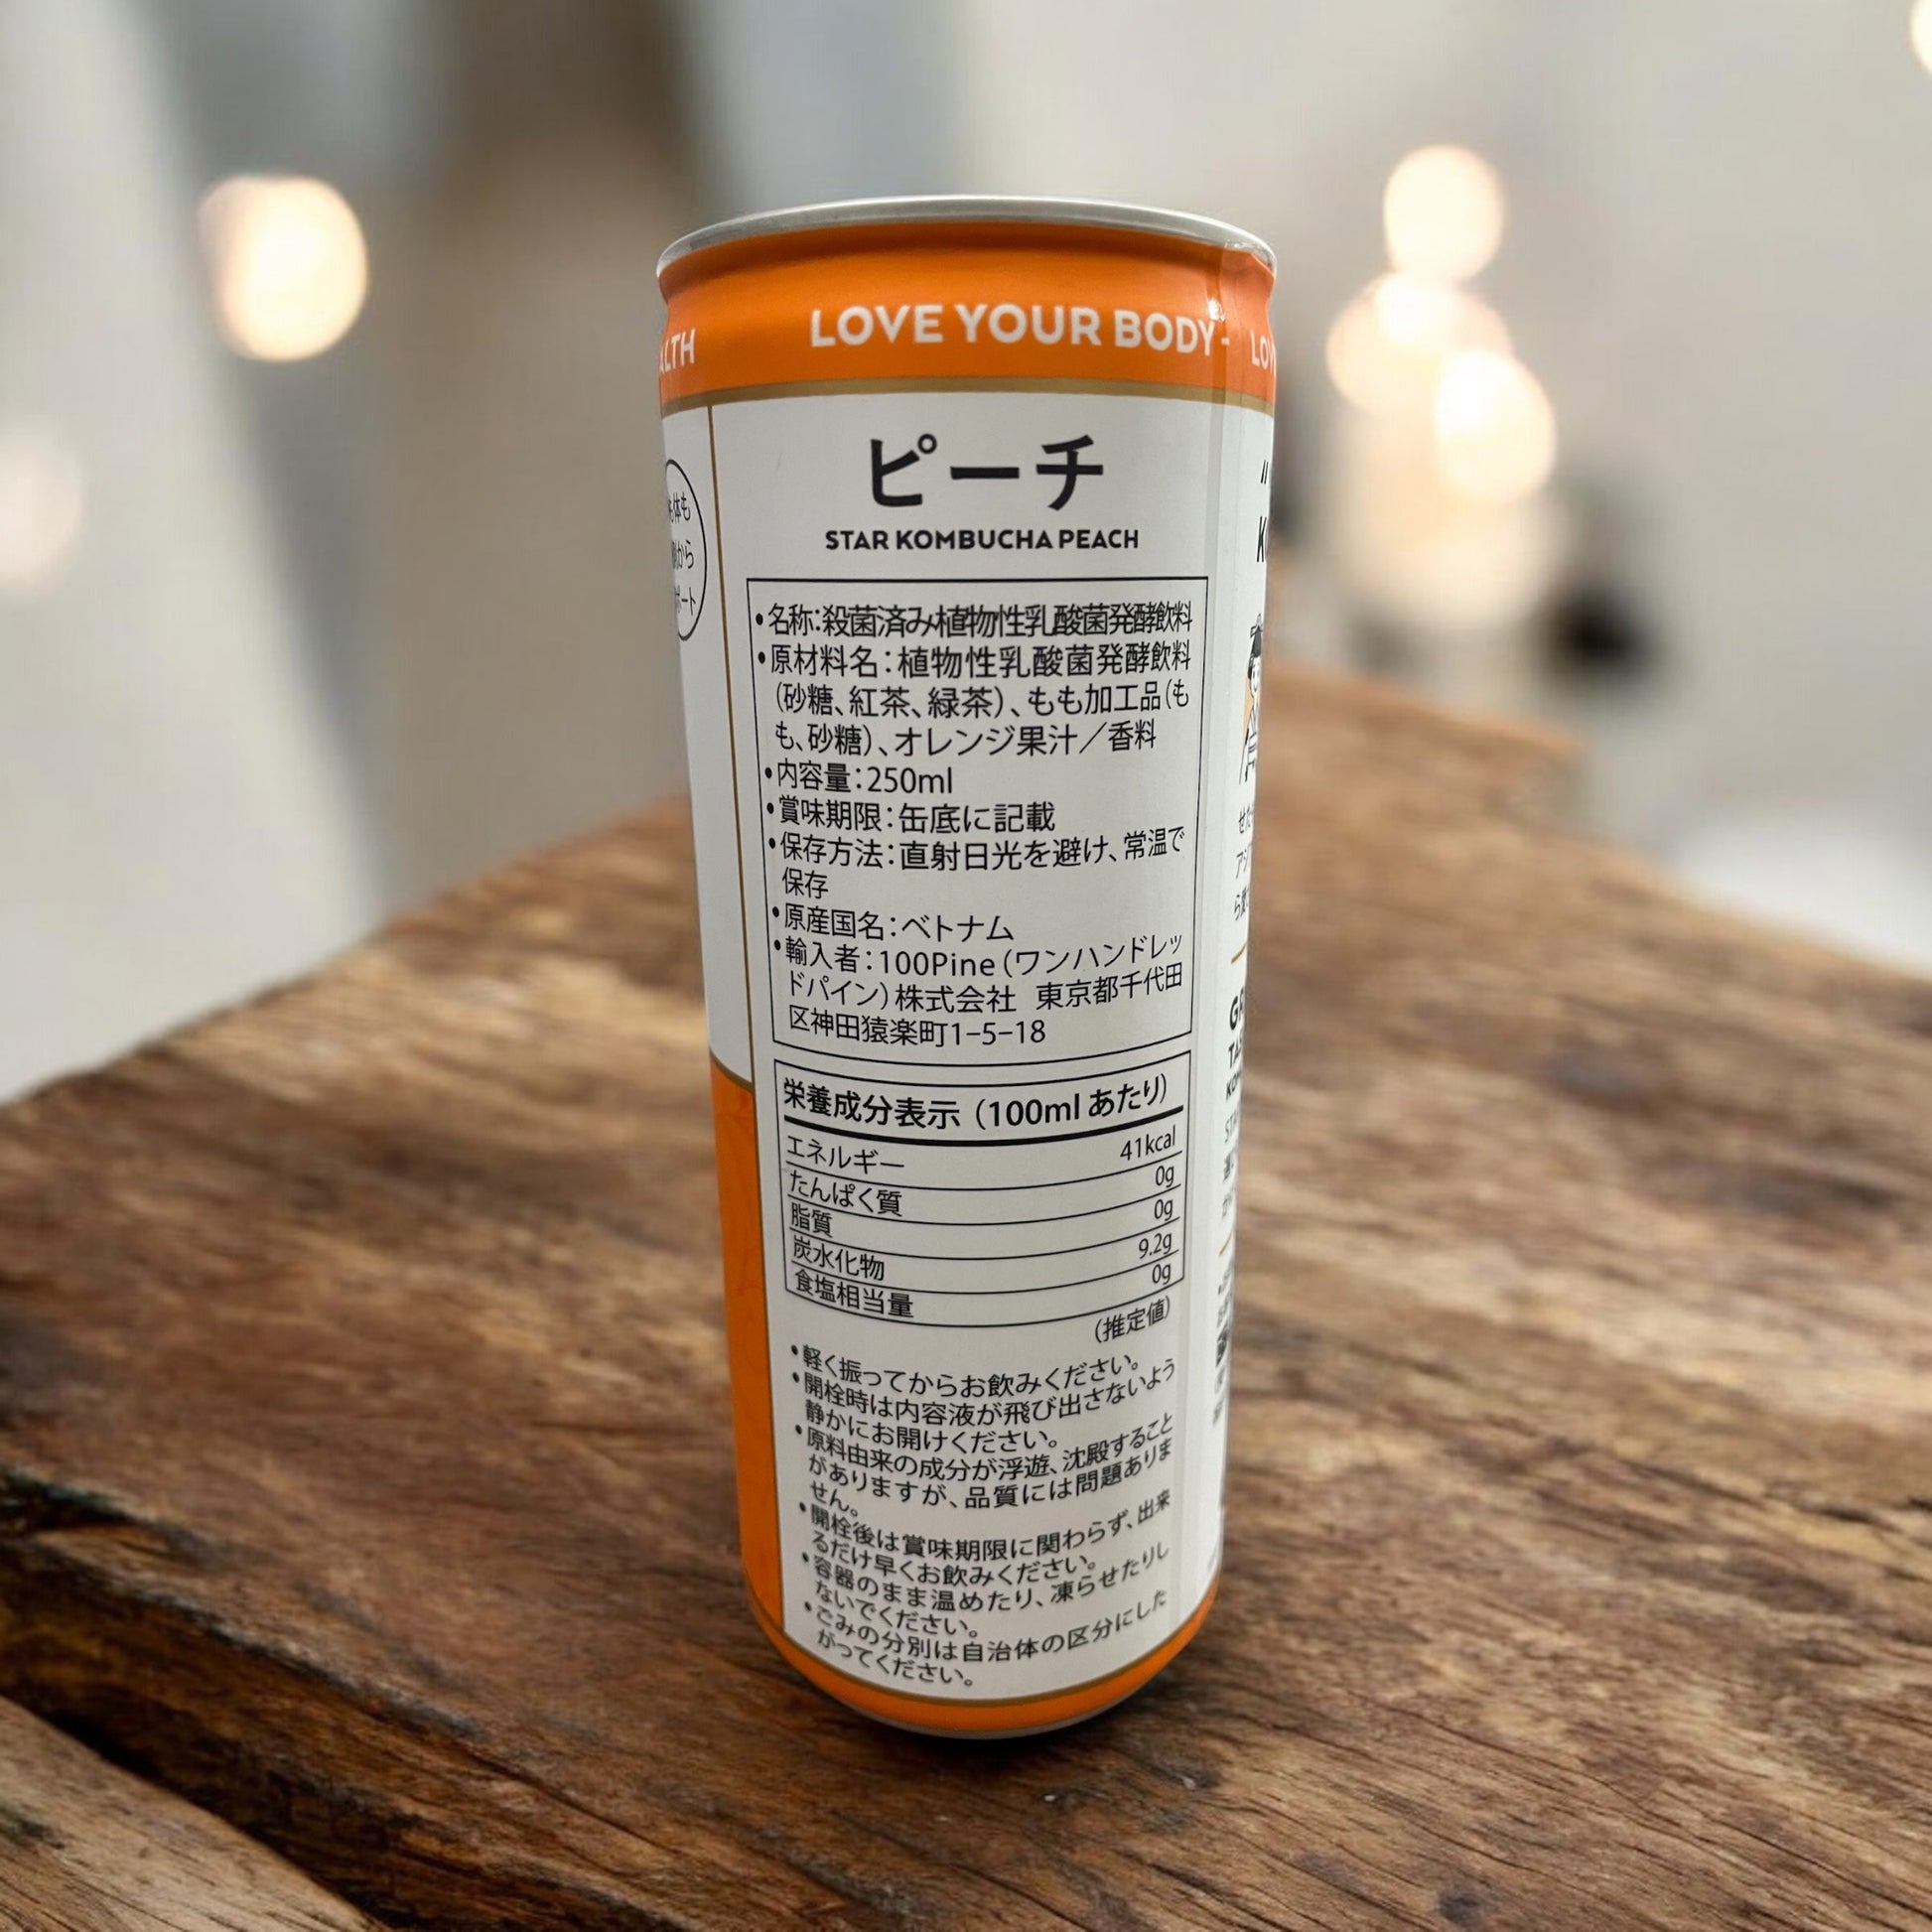 LOVE YOUR BODY -
ピーチ
STAR KOMBUCHA PEACH
•名称:殺菌済み植物性乳酸菌発酵飲料
•原材料名:植物性乳酸菌発酵飲料
(砂糖、紅茶、緑茶)、もも加工品(も
も、砂糖)、オレンジ果汁/香料
•内容量:250ml
•賞味期限:缶底に記載
•保存方法:直射日光を避け、常温で
保存
•原産国名:ベトナム
•輸入者:100Pine(ワンハンドレッ
ドパイン)株式会社 東京都千代田
区神田猿楽町1-5-18
栄養成分表示(100mlあたり)
エネルギー 41kcal
たんぱく質 0g
脂質 0g
炭水化物 9.2g
食塩相当量 0g
(推定値)
•軽く振ってからお飲みください。
•開栓時は内容液が飛び出さないよう
静かにお開けください。
•原料由来の成分が浮遊、沈殿すること
がありますが、品質には問題ありま
せん。
•開栓後は賞味期限に関わらず、出来
るだけ早くお飲みください。
•容器のまま温めたり、凍らせたりし
ないでください。
•ごみの分別は自治体の区分にした
がってください。